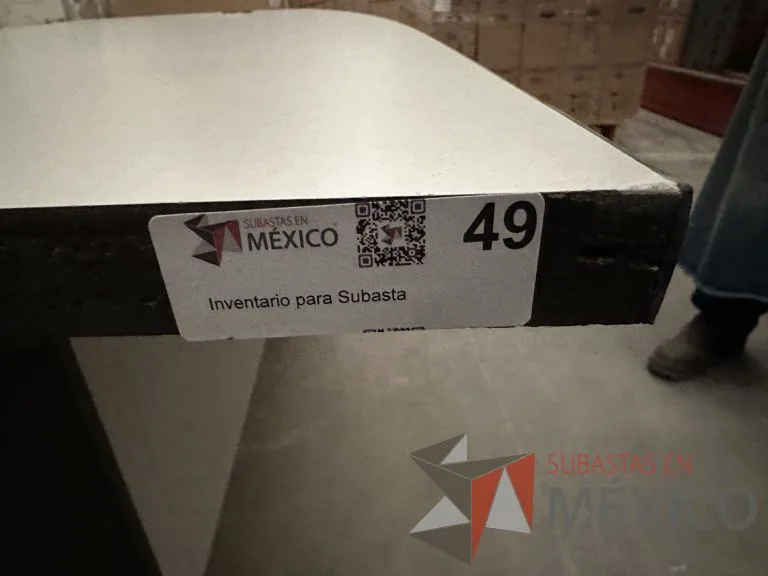 SUBASTAS EN
MÉXICO
49
Inventario para Subasta
SUBASTAS EN
MÉXICO